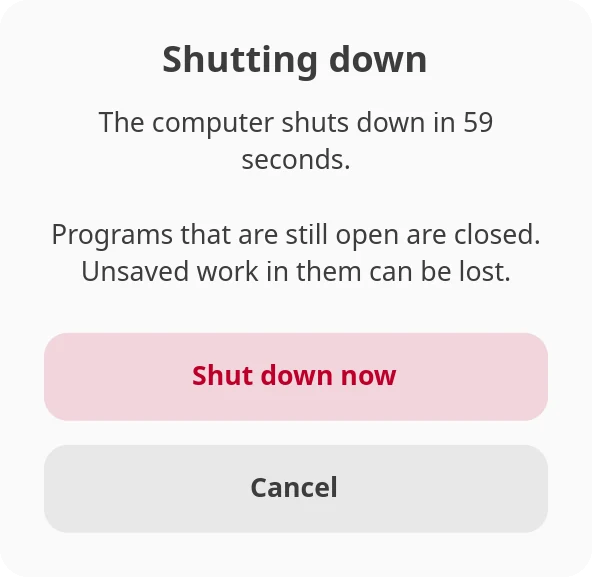 Shutting down
The computer shuts down in 59
seconds.
Programs that are still open are closed.
Unsaved work in them can be lost.
Shut down now
Cancel